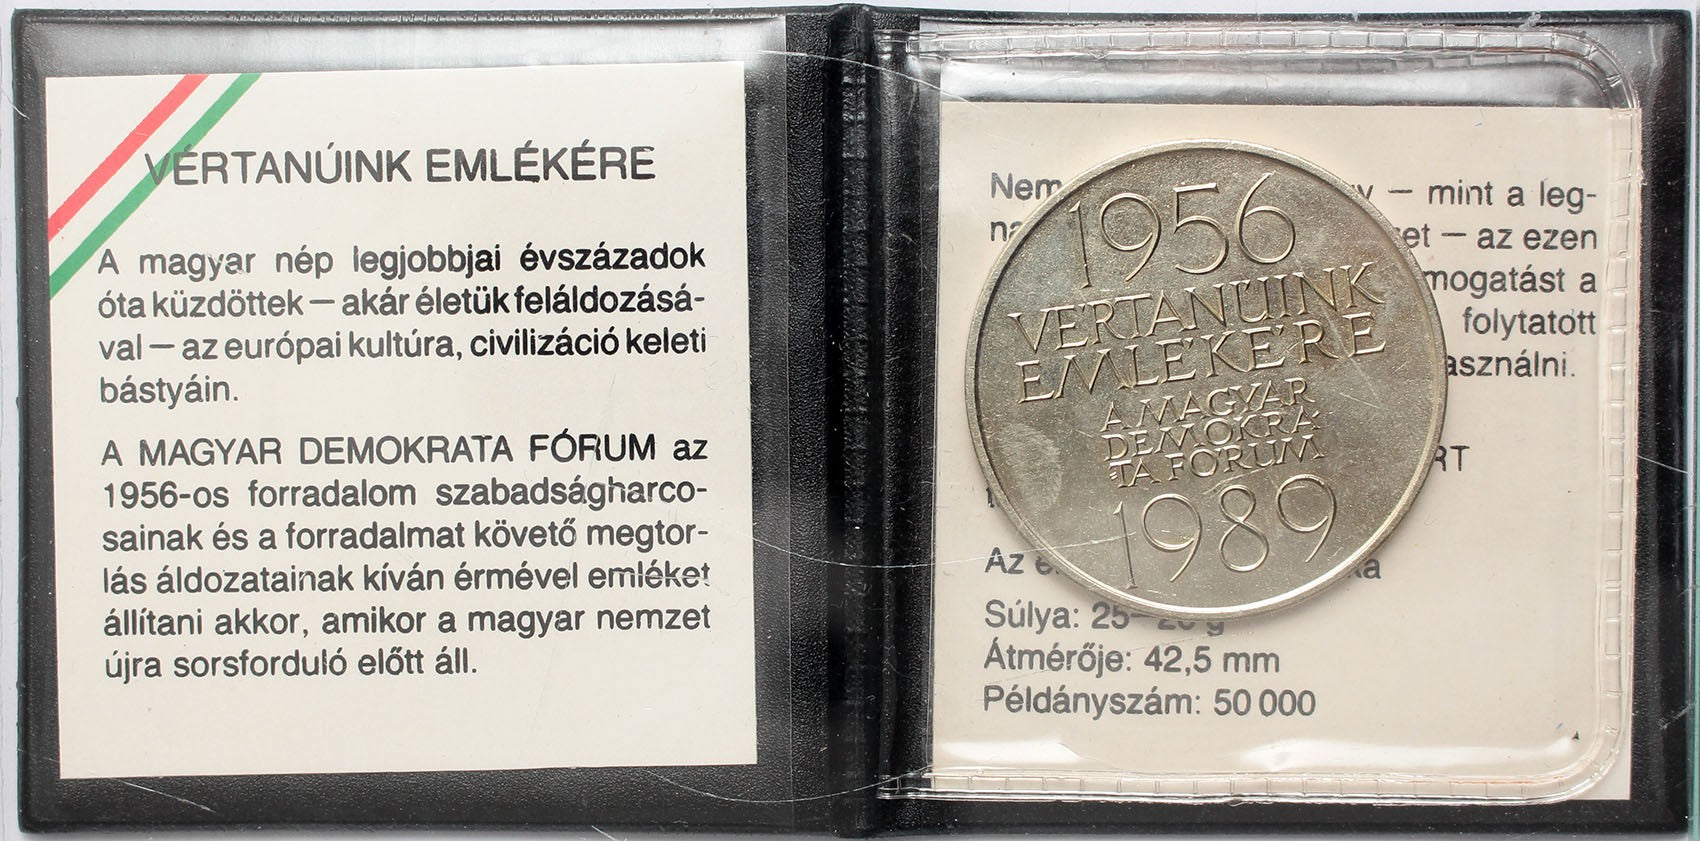 VÉRTANÚINK EMLÉKÉRE
A magyar nép legjobbjai évszázadok
óta küzdöttek — akár életük feláldozásá-
val — az európai kultúra, civilizáció keleti
bástyáin.
A MAGYAR DEMOKRATA FÓRUM az
1956-os forradalom szabadságharco-
sainak és a forradalmat követő megtor-
lás áldozatainak kíván érmével emléket
állítani akkor, amikor a magyar nemzet
újra sorsforduló előtt áll.
— mint a leg-
— az ezen
a
folytatott
1956
VÉRTANÚINK
EMLÉKÉRE
A MAGYAR
DEMOKRA
TA FÓRUM
1989
Az
Súlya: 25— g
Átmérője: 42,5 mm
Példányszám: 50 000